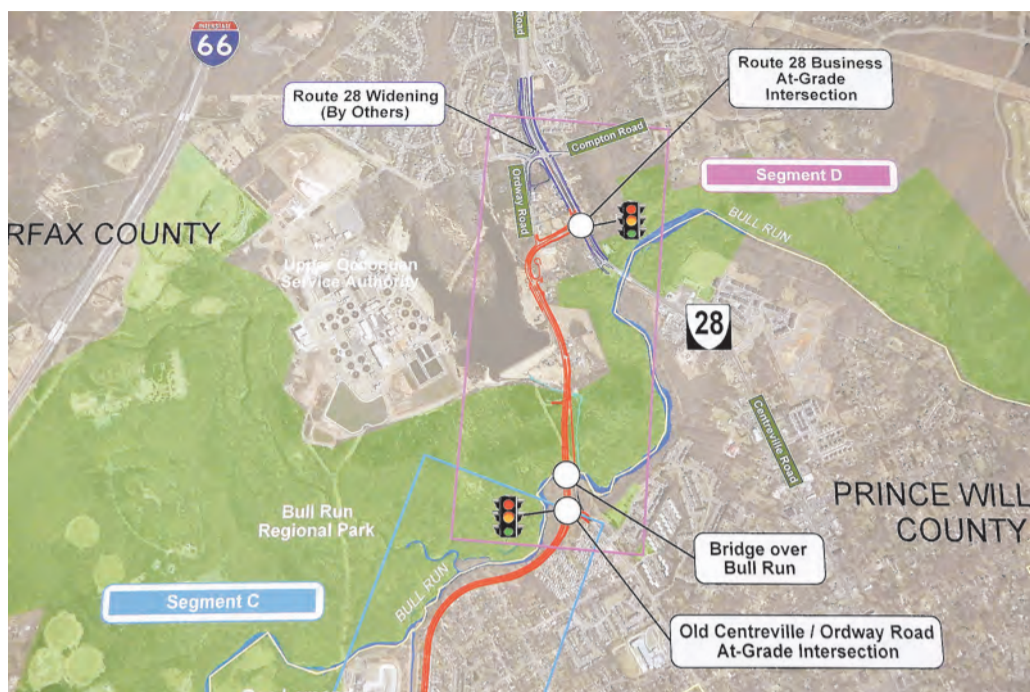 INTERSTATE
66
Road
Route 28 Widening
(By Others)
Route 28 Business
At-Grade
Intersection
Compton Road
Ordway Road
Segment D
BULL RUN
RFAX COUNTY
Upper Occoquan
Service Authority
28
Centreville Road
Bull Run
Regional Park
PRINCE WILL
COUNTY
Bridge over
Bull Run
Segment C
BULL RUN
Old Centreville / Ordway Road
At-Grade Intersection